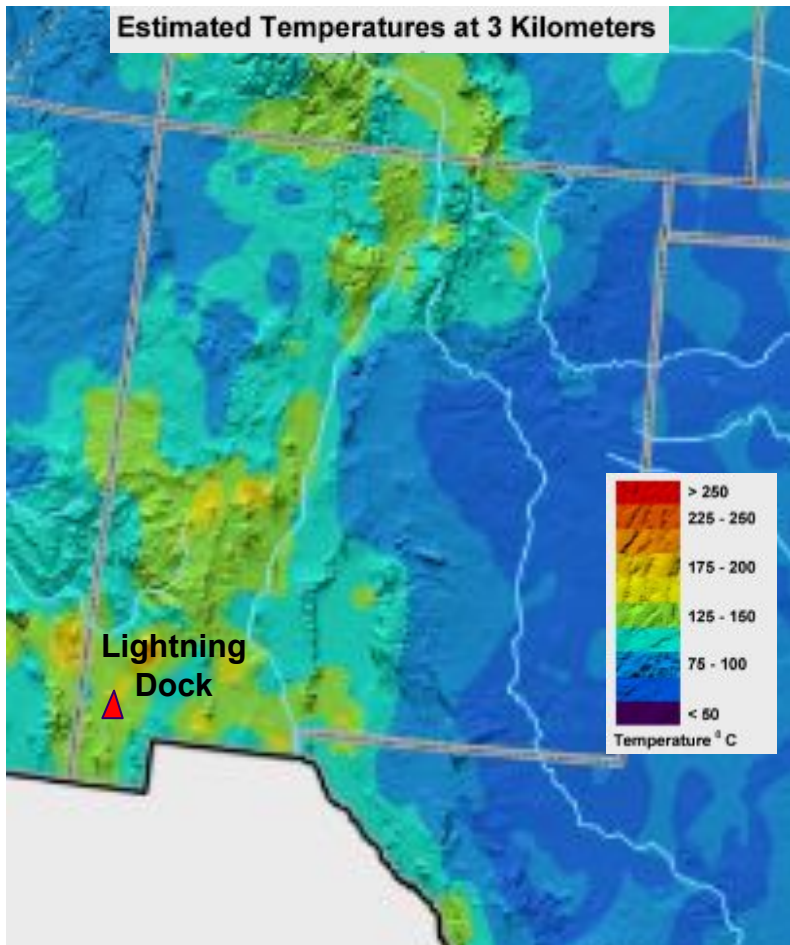 Estimated Temperatures at 3 Kilometers
> 250
225 - 250
175 - 200
125 - 150
75 - 100
< 50
Temperature ⁰ C
Lightning
Dock